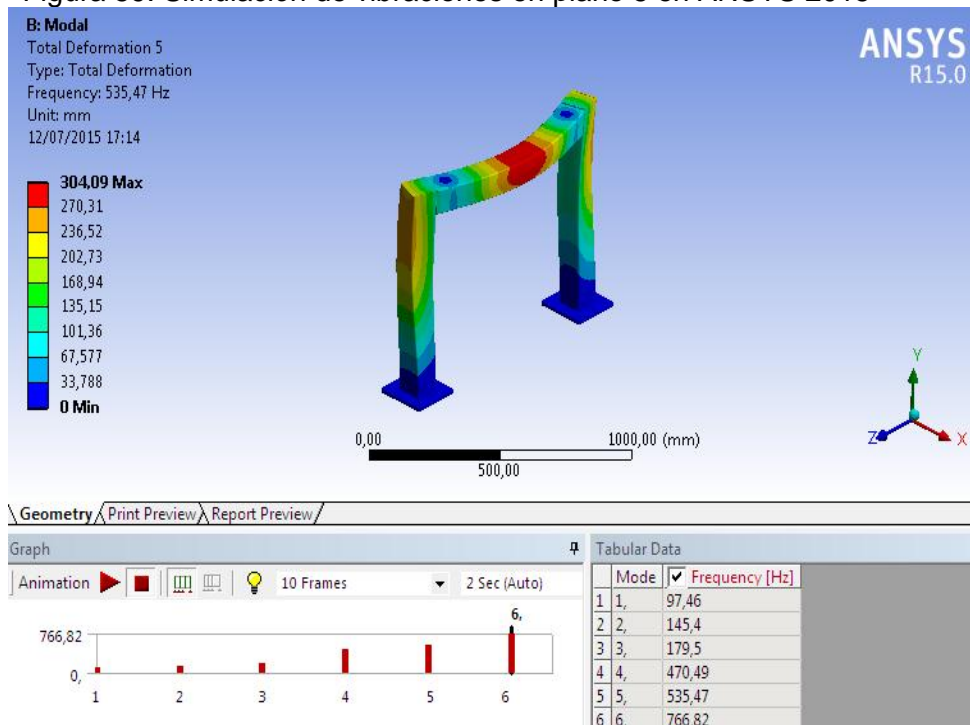 B: Modal
Total Deformation 5
Type: Total Deformation
Frequency: 535,47 Hz
Unit: mm
12/07/2015 17:14
ANSYS
R15.0
304,09 Max
270,31
236,52
202,73
168,94
135,15
101,36
67,577
33,788
0 Min
Y
Z
X
0,00
1000,00 (mm)
500,00
Geometry
Print Preview
Report Preview
Graph
Animation
10 Frames
2 Sec (Auto)
6,
766,82
0,
1 2 3 4 5 6
Tabular Data
Mode Frequency [Hz]
1 1, 97,46
2 2, 145,4
3 3, 179,5
4 4, 470,49
5 5, 535,47
6 6, 766,82